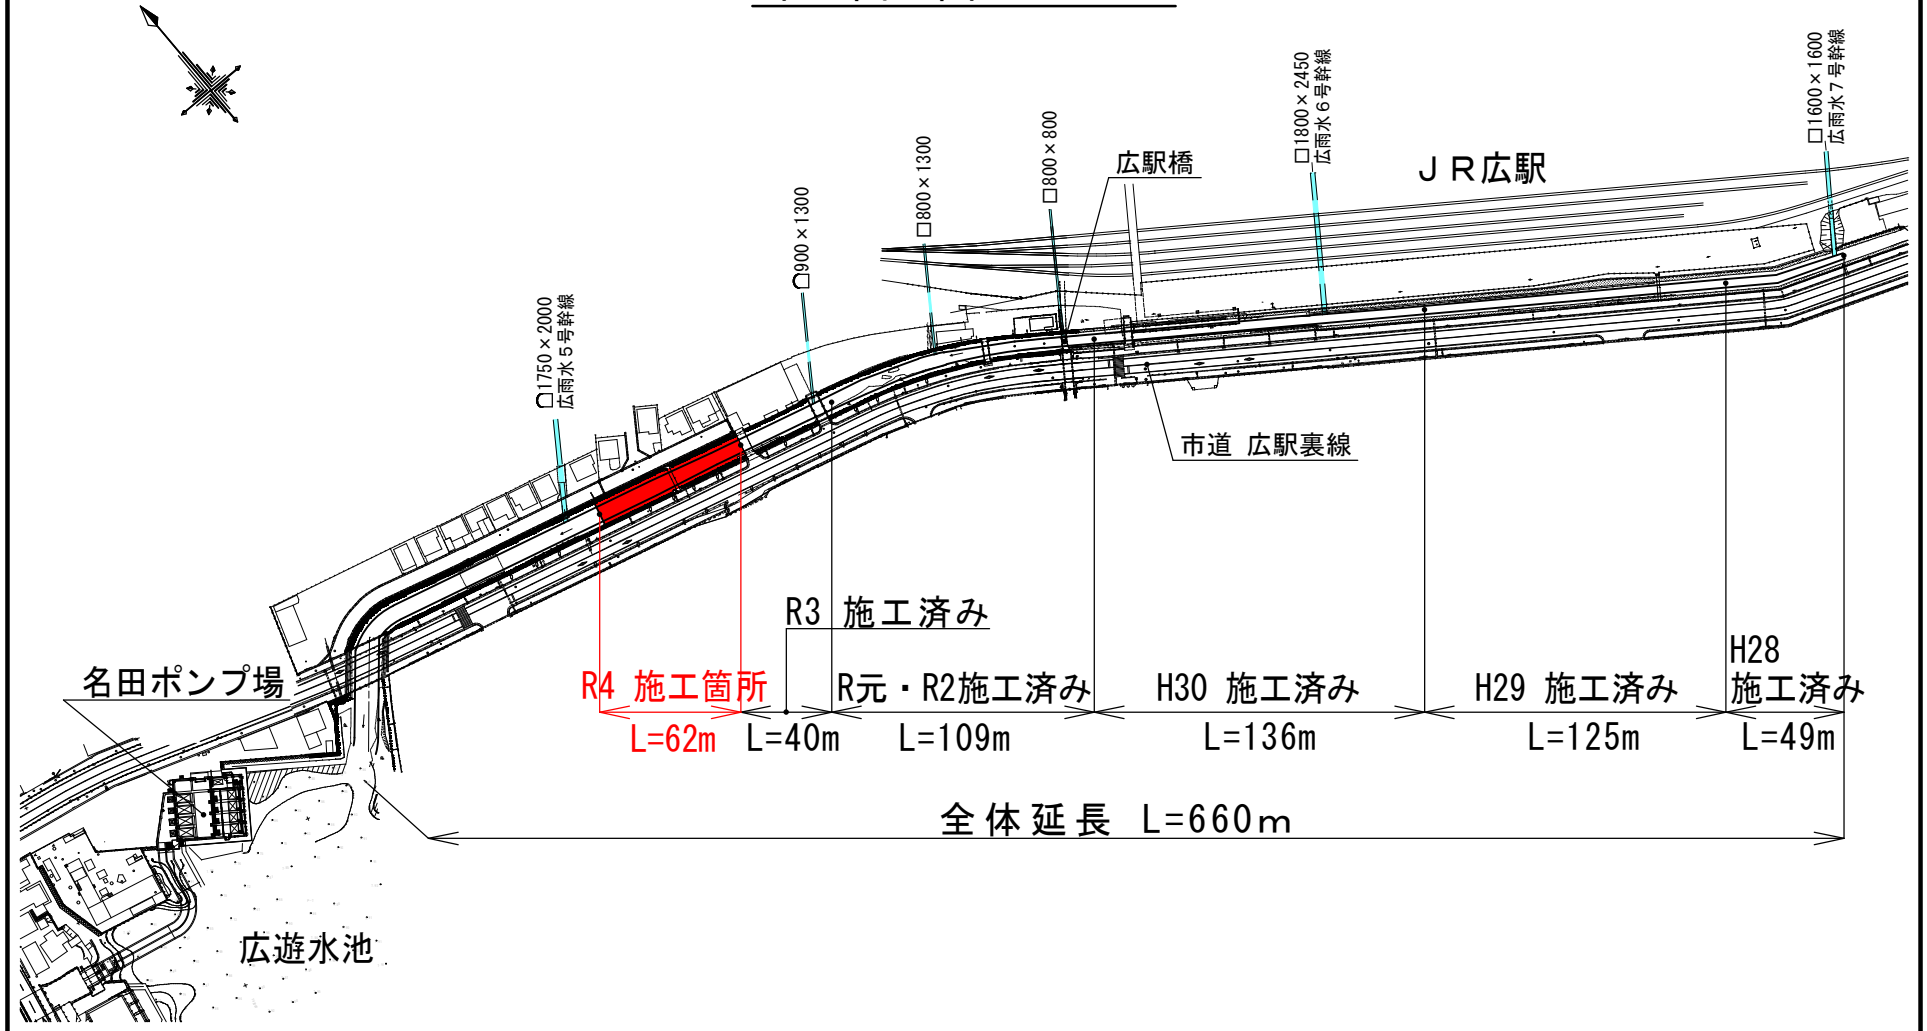 □1600×1600
広雨水７号幹線
□1800×2450
広雨水６号幹線
ＪＲ広駅
□800×800
広駅橋
□800×1300
900×1300
1750×2000
広雨水５号幹線
市道 広駅裏線
R3 施工済み
名田ポンプ場
R4 施工箇所
R元・R2施工済み
H30 施工済み
H29 施工済み
H28
施工済み
L=62m
L=40m
L=109m
L=136m
L=125m
L=49m
全体延長 L=660m
広遊水池